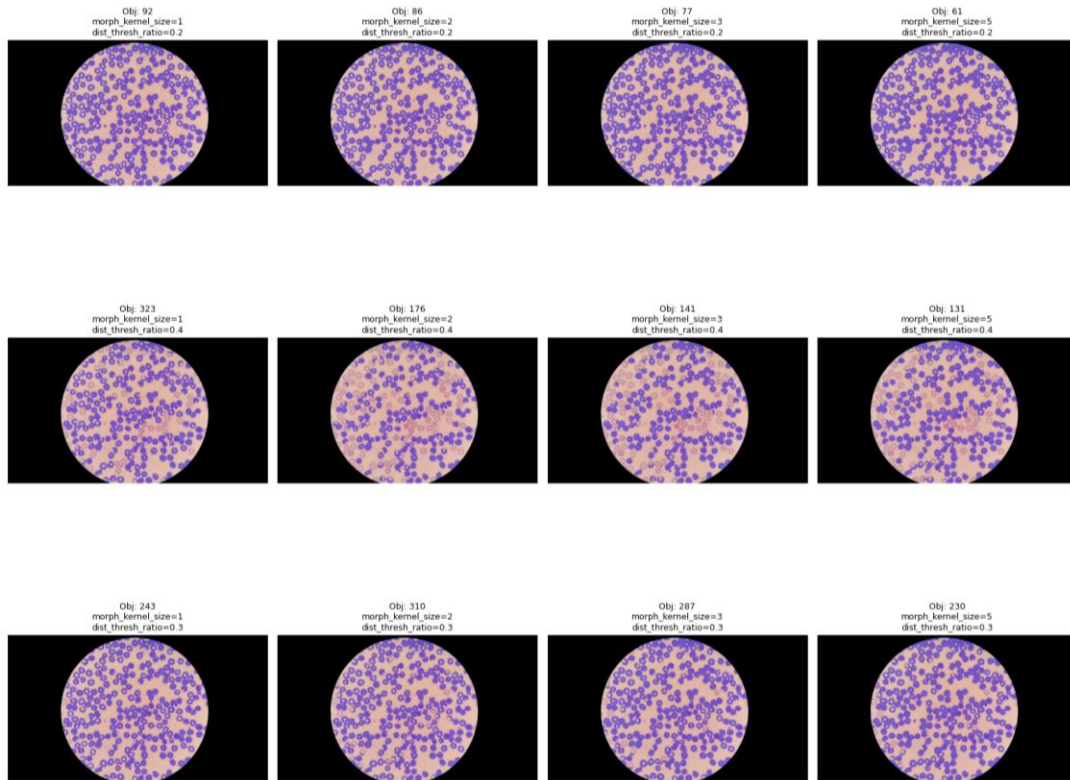 Obj: 92
morph_kernel_size=1
dist_thresh_ratio=0.2
Obj: 86
morph_kernel_size=2
dist_thresh_ratio=0.2
Obj: 77
morph_kernel_size=3
dist_thresh_ratio=0.2
Obj: 61
morph_kernel_size=5
dist_thresh_ratio=0.2
Obj: 323
morph_kernel_size=1
dist_thresh_ratio=0.4
Obj: 176
morph_kernel_size=2
dist_thresh_ratio=0.4
Obj: 141
morph_kernel_size=3
dist_thresh_ratio=0.4
Obj: 131
morph_kernel_size=5
dist_thresh_ratio=0.4
Obj: 243
morph_kernel_size=1
dist_thresh_ratio=0.3
Obj: 310
morph_kernel_size=2
dist_thresh_ratio=0.3
Obj: 287
morph_kernel_size=3
dist_thresh_ratio=0.3
Obj: 230
morph_kernel_size=5
dist_thresh_ratio=0.3